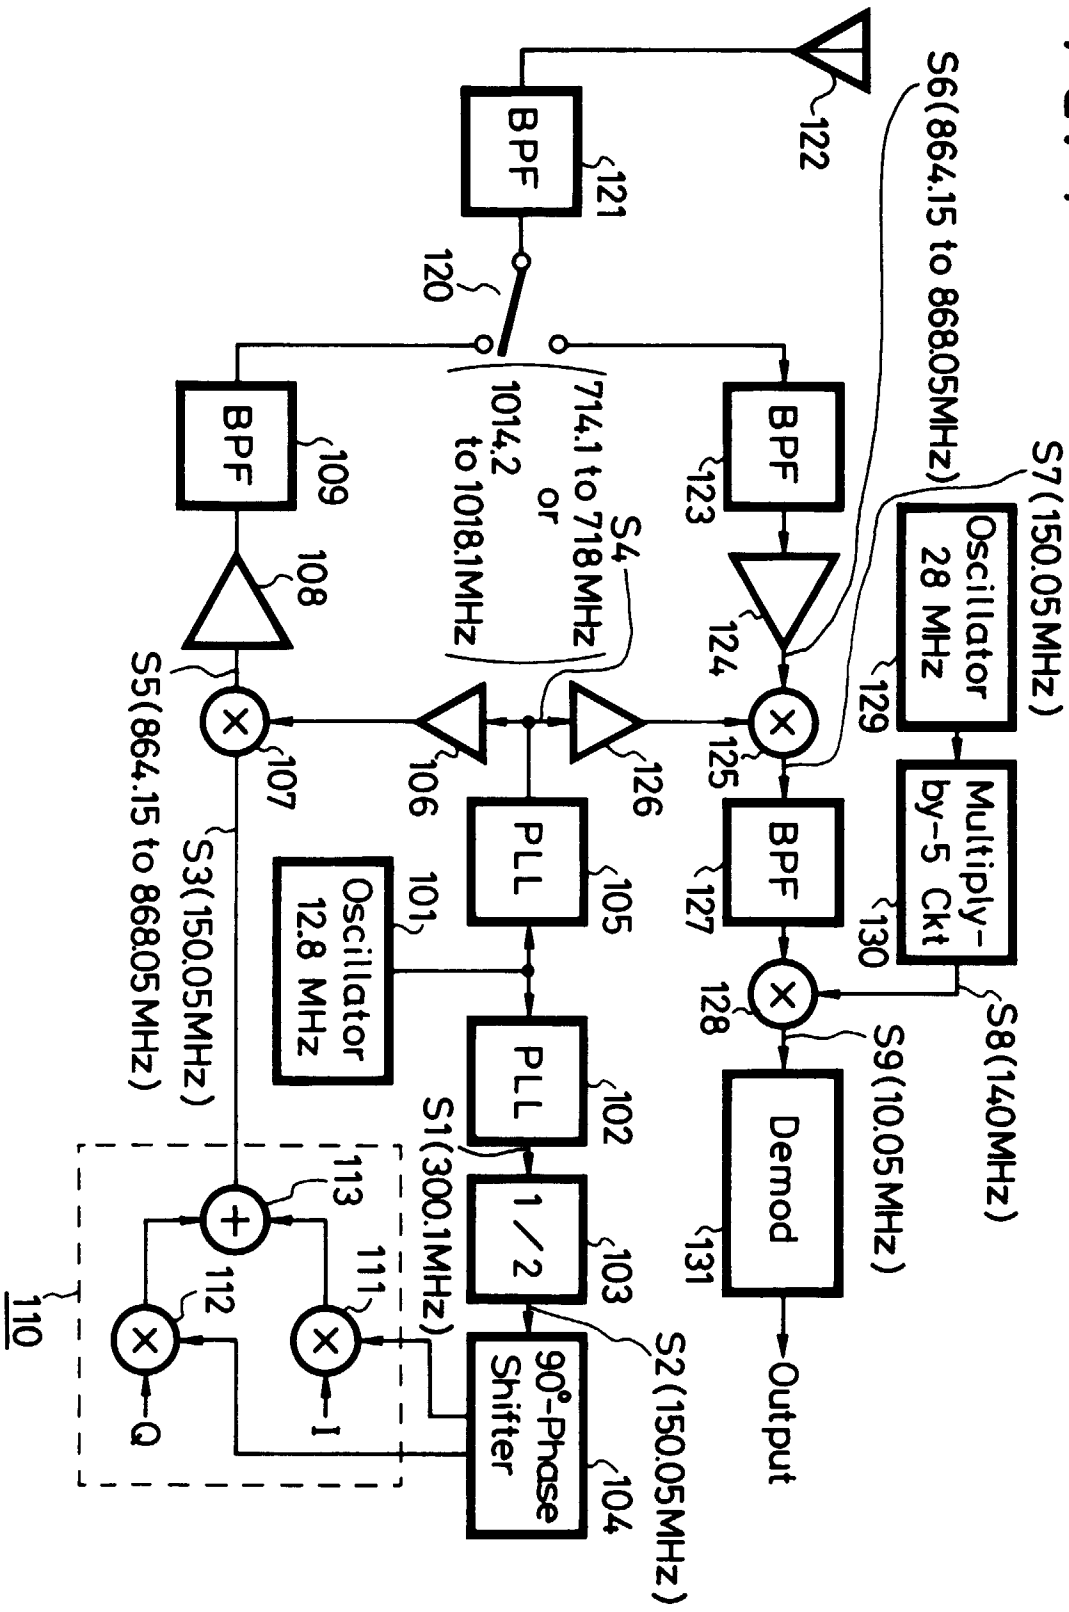 S7(150.05MHz)
S6(864.15 to 868.05MHz)
Oscillator
28 MHz
129
Multiply-
by-5 Ckt
130
S8(140MHz)
122
BPF
121
120
BPF
123
124
125
BPF
127
128
S9(10.05MHz)
Demod
131
Output
S4
714.1 to 718MHz
or
1014.2
to 1018.1MHz
126
106
PLL
105
PLL
102
S1(300.1MHz)
1/2
103
S2(150.05MHz)
90°-Phase
Shifter
104
Oscillator
12.8 MHz
101
BPF
109
108
107
S5(864.15 to 868.05MHz)
S3(150.05MHz)
113
111
112
I
Q
110